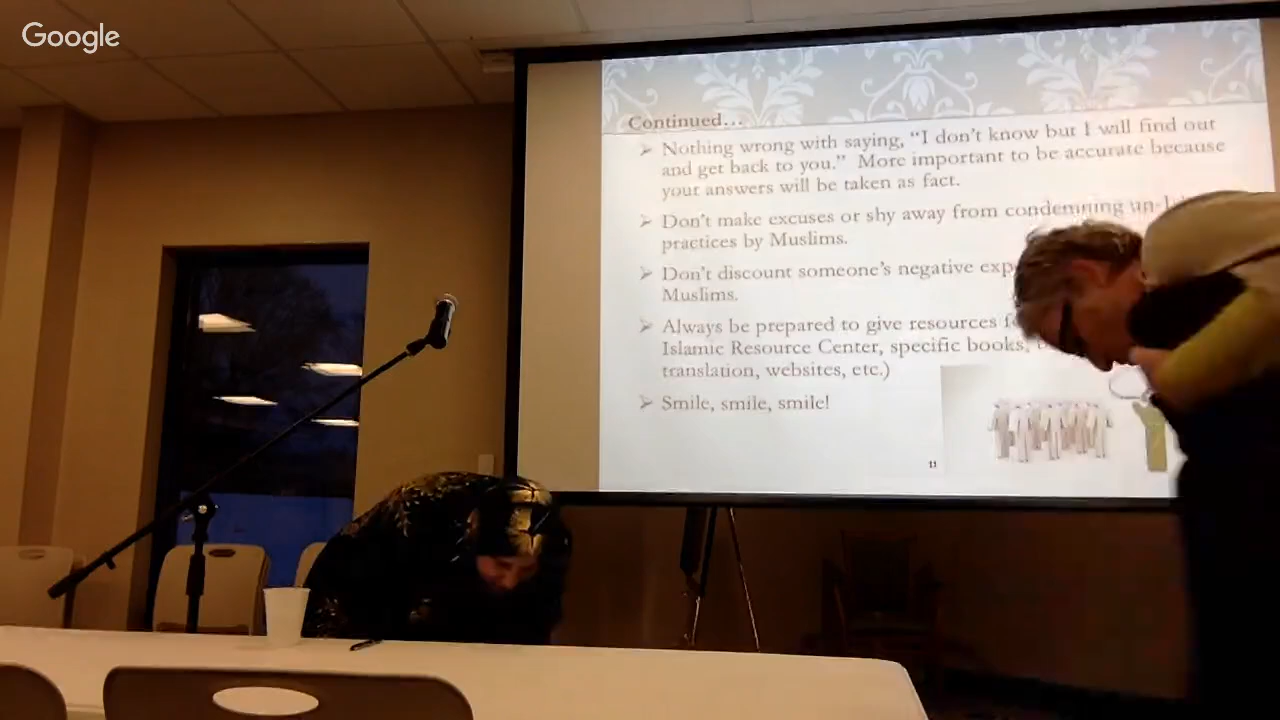 Google
Continued…
Nothing wrong with saying, “I don’t know but I will find out
and get back to you.” More important to be accurate because
your answers will be taken as fact.
Don’t make excuses or shy away from condemning
practices by Muslims.
Don’t discount someone’s negative
Muslims.
Always be prepared to give resources
Islamic Resource Center, specific books,
translation, websites, etc.)
Smile, smile, smile!
11